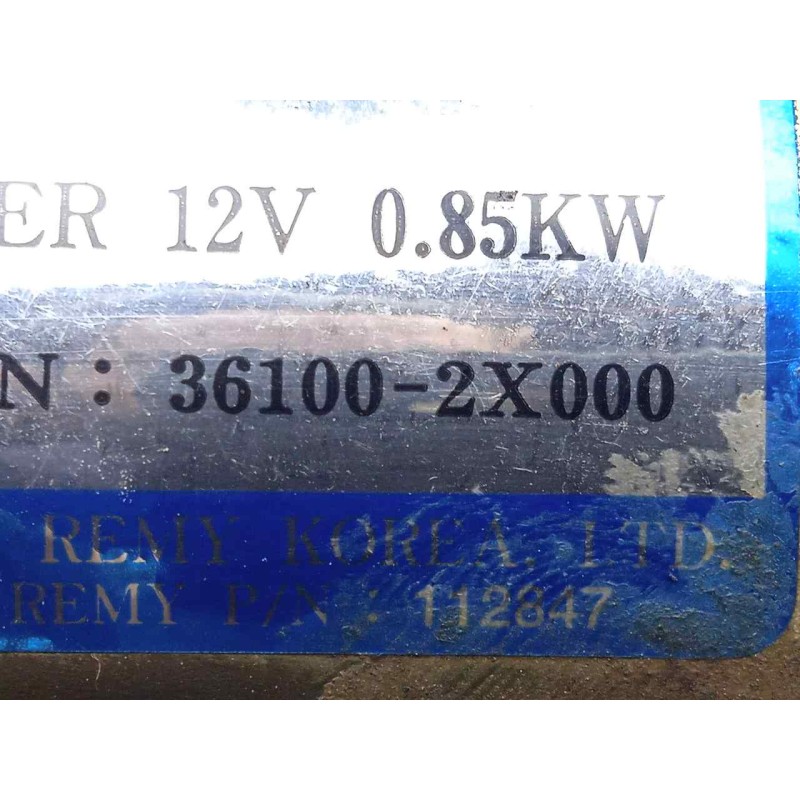 ER 12V 0.85KW
N: 36100-2X000
REMY KOREA. LTD.
REMY P/N : 112847